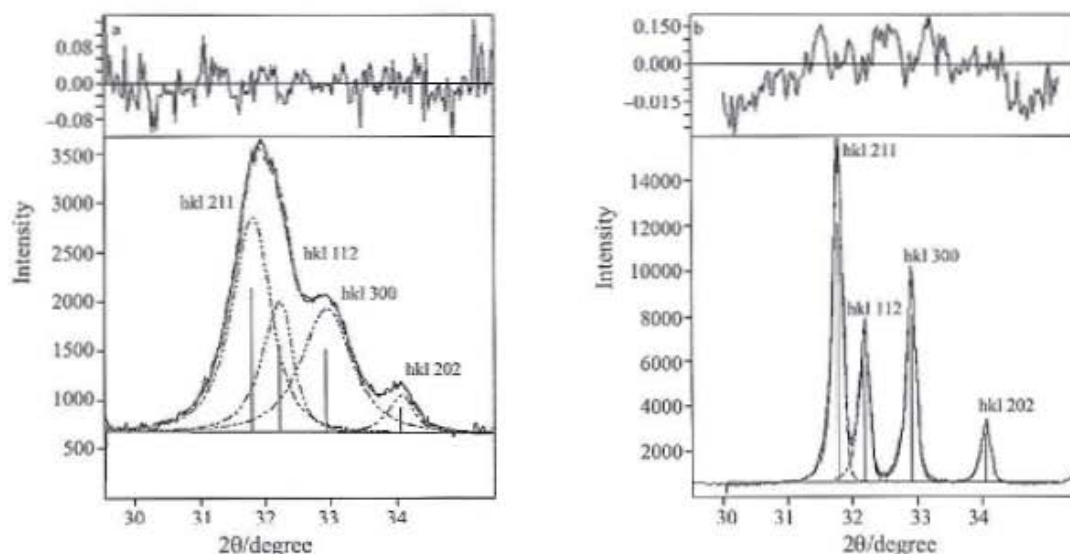 a
0.08
0.00
−0.08
3500
3000
2500
2000
1500
1000
500
Intensity
hkl 211
hkl 112
hkl 300
hkl 202
30
31
32
33
34
2θ/degree
b
0.150
0.000
−0.015
14000
12000
10000
8000
6000
4000
2000
Intensity
hkl 211
hkl 112
hkl 300
hkl 202
30
31
32
33
34
2θ/degree